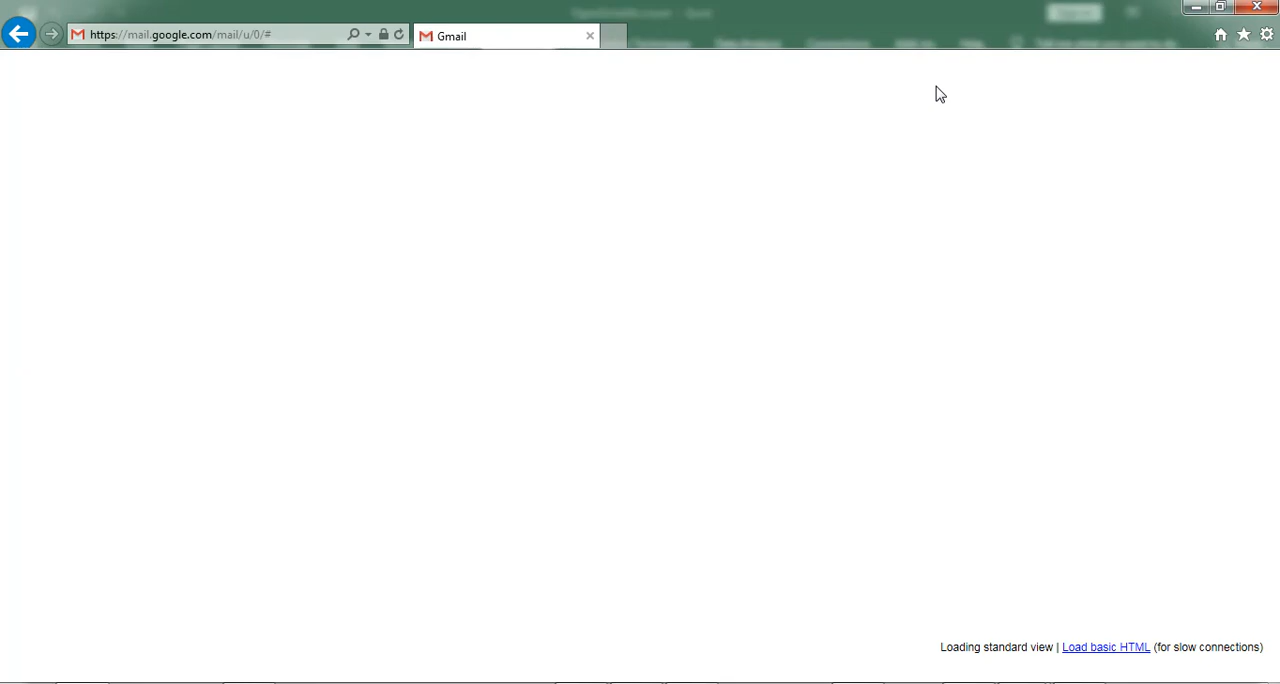 https://mail.google.com/mail/u/0/#
Gmail
Loading standard view | Load basic HTML (for slow connections)